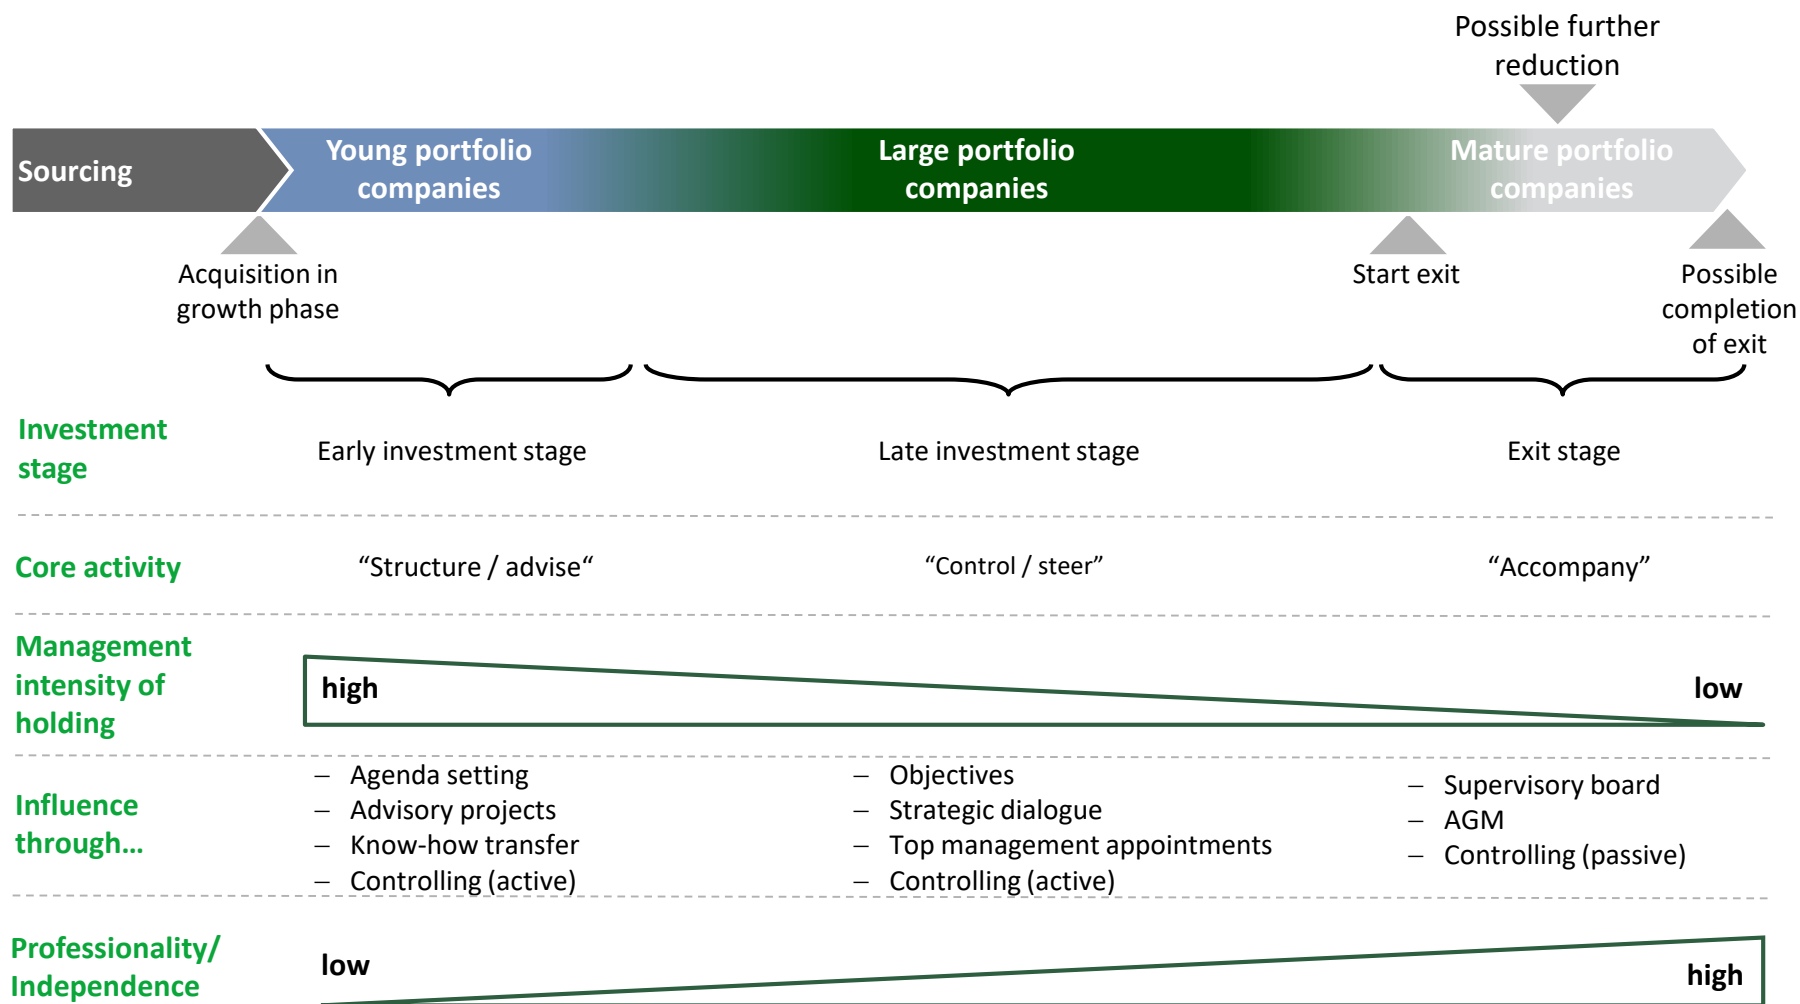 Possible further
reduction
Sourcing
Young portfolio
companies
Large portfolio
companies
Mature portfolio
companies
Acquisition in
growth phase
Start exit
Possible
completion
of exit
Investment
stage
Early investment stage
Late investment stage
Exit stage
Core activity
“Structure / advise“
“Control / steer”
“Accompany”
Management
intensity of
holding
high
low
Influence
through…
– Agenda setting
– Advisory projects
– Know-how transfer
– Controlling (active)
– Objectives
– Strategic dialogue
– Top management appointments
– Controlling (active)
– Supervisory board
– AGM
– Controlling (passive)
Professionality/
Independence
low
high